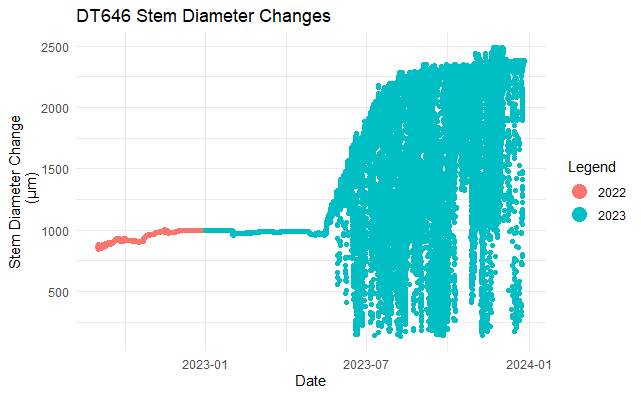 DT646 Stem Diameter Changes
Stem Diameter Change
(µm)
2500
2000
1500
1000
500
2023-01
2023-07
2024-01
Date
Legend
2022
2023